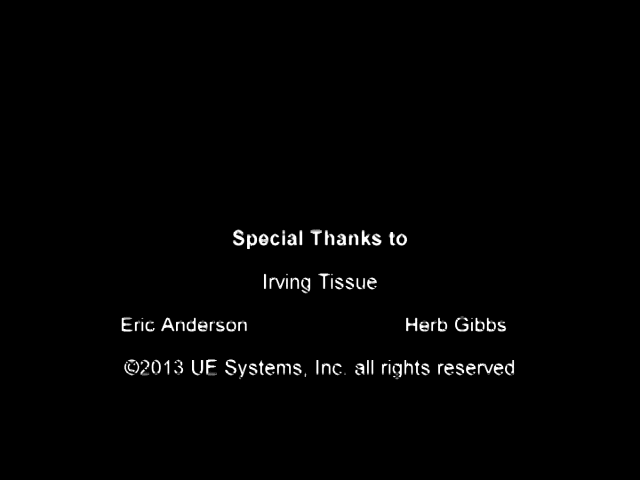 Special Thanks to
Irving Tissue
Eric Anderson Herb Gibbs
©2013 UE Systems, Inc. all rights reserved